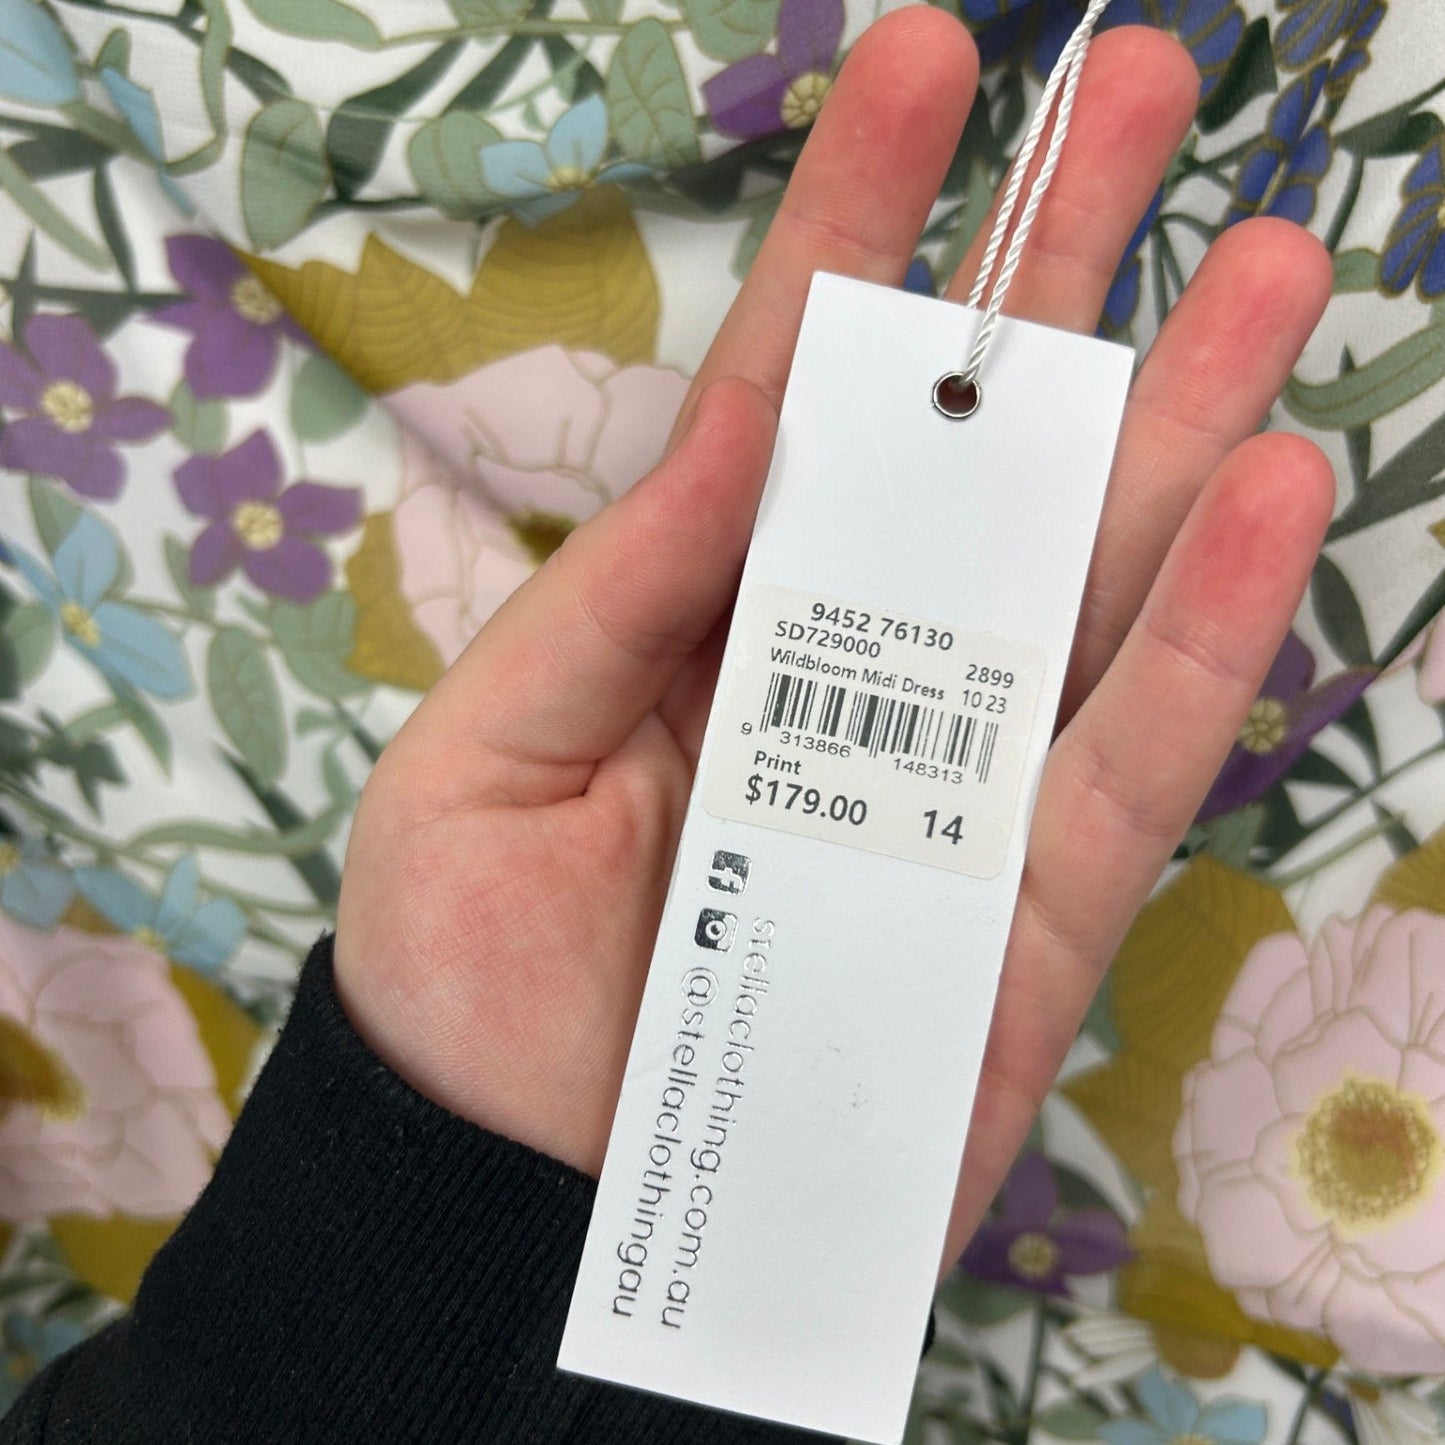 9452 76130
SD729000 2899
Wildbloom Midi Dress 10 23
9 313866 148313
Print
$179.00 14
stellaclothing.com.au
@stellaclothingau